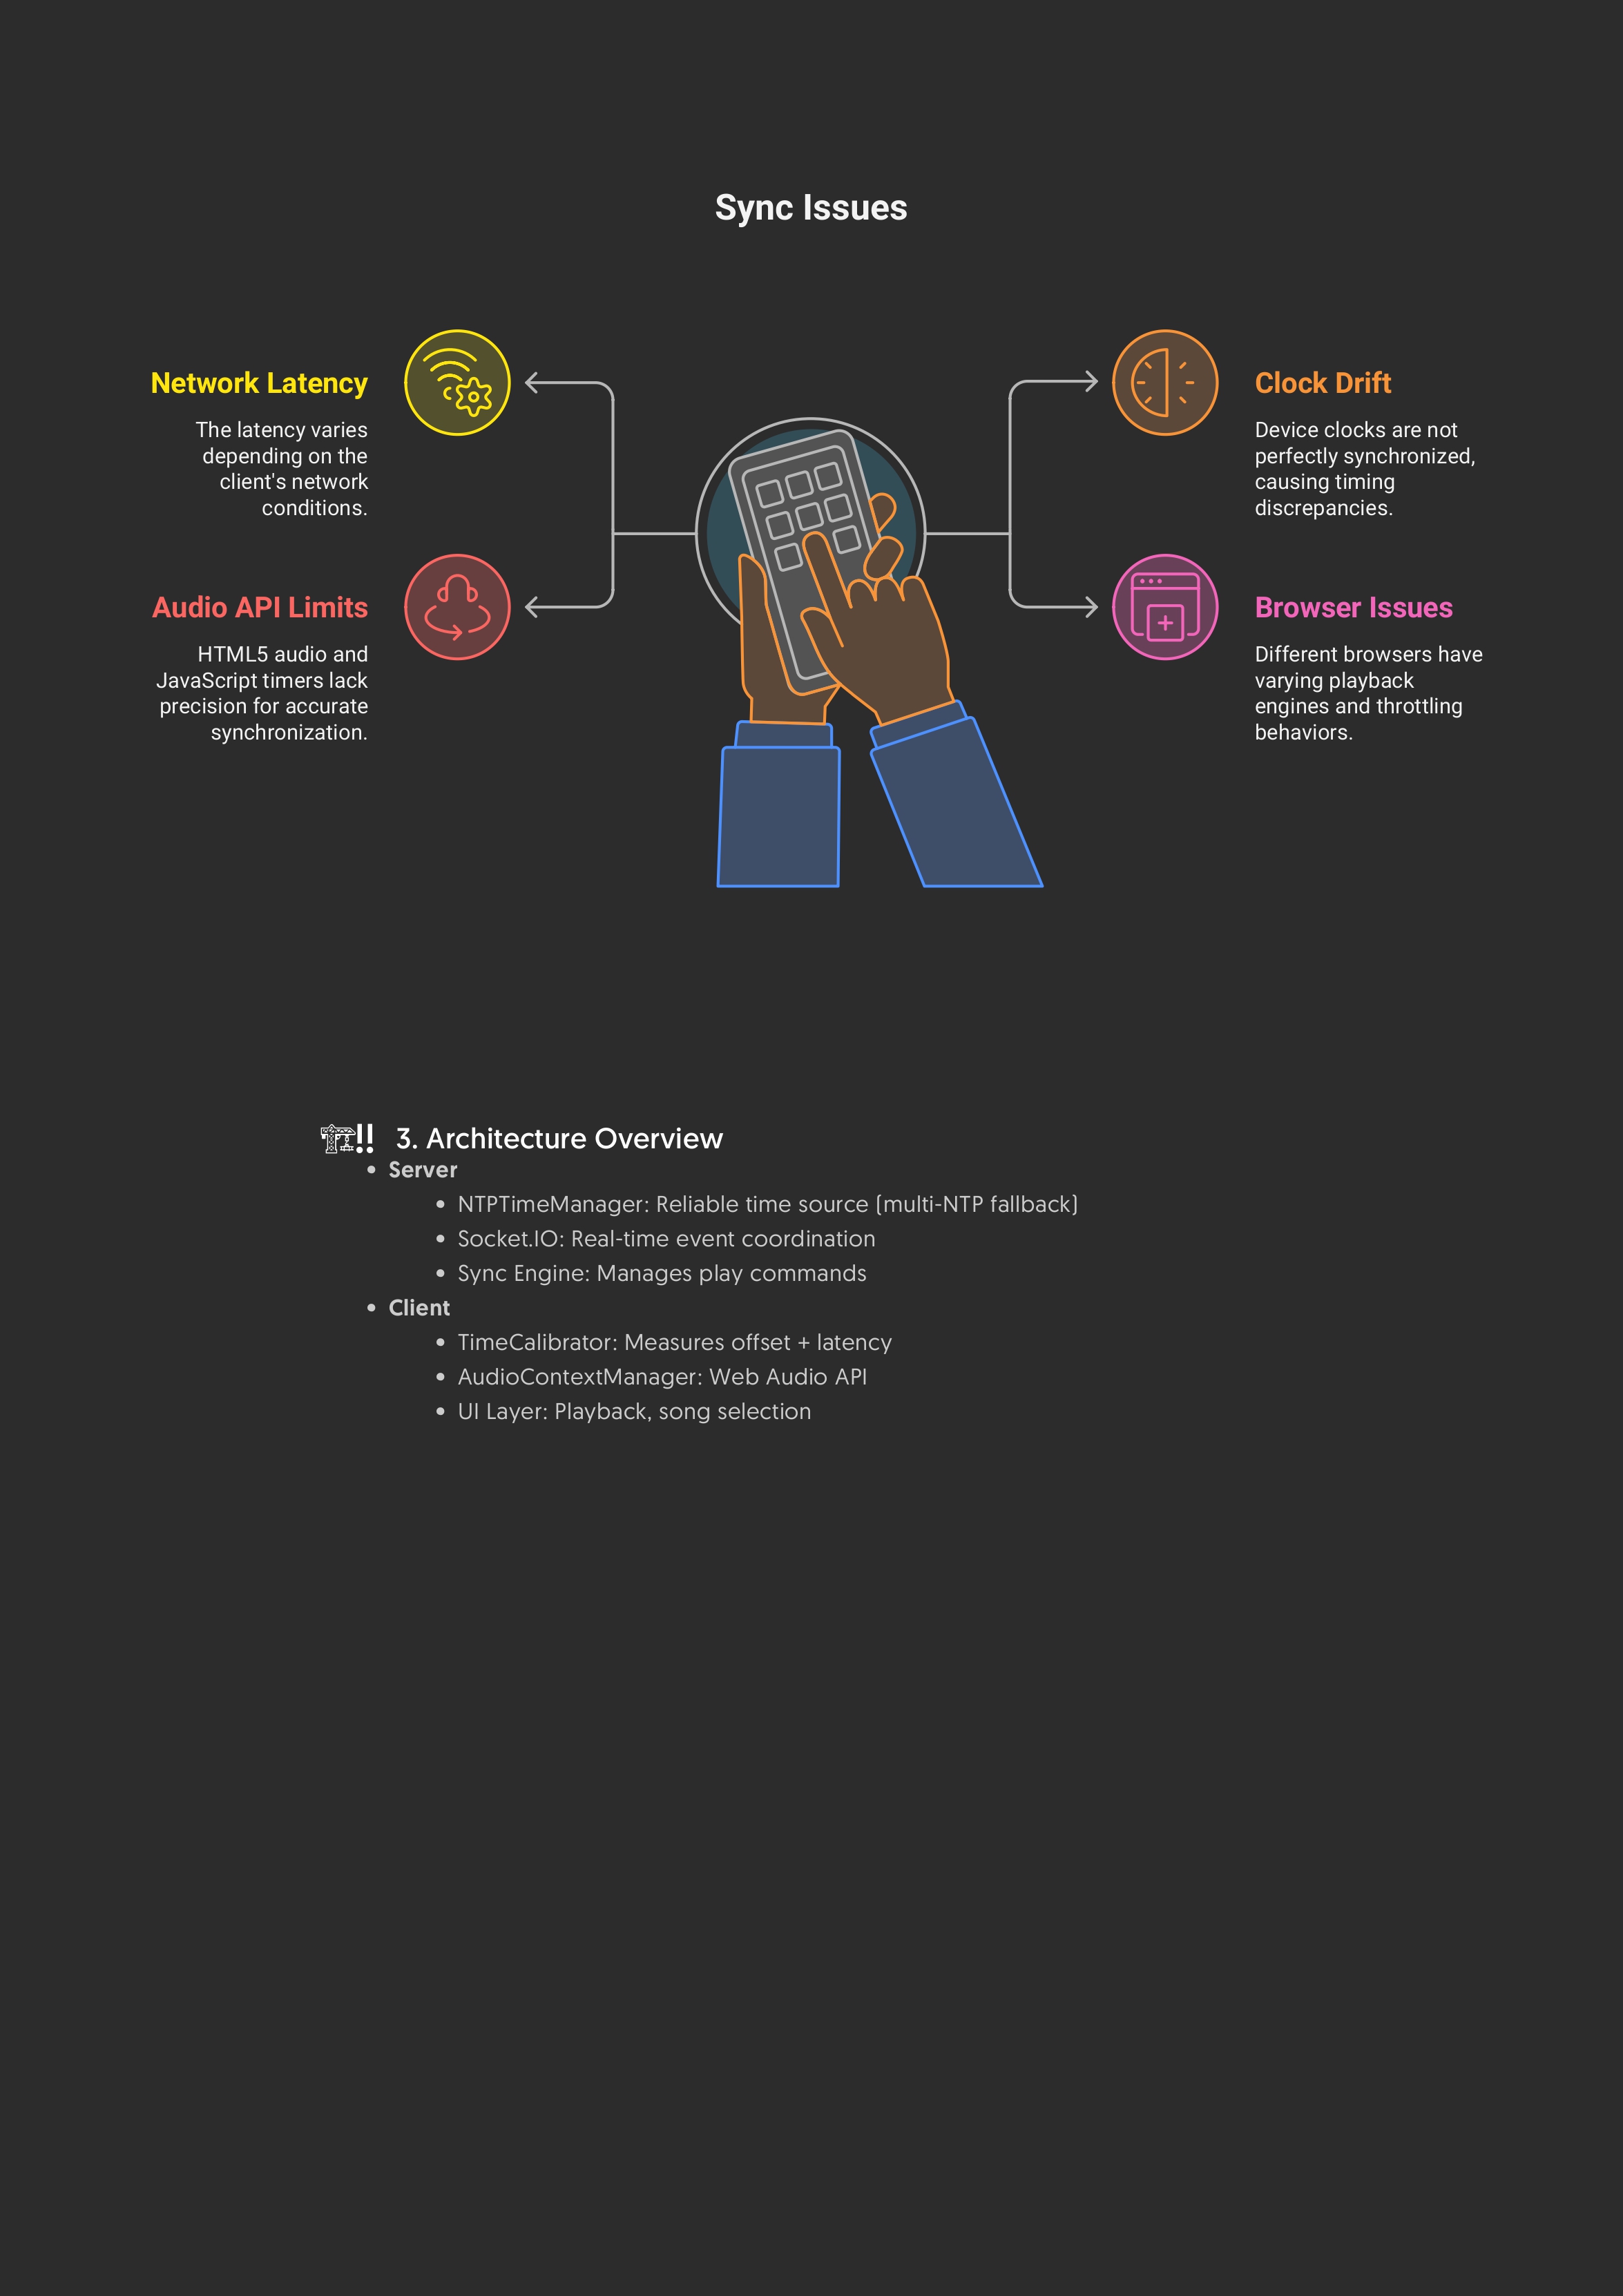 Sync Issues
Network Latency
The latency varies
depending on the
client's network
conditions.
Clock Drift
Device clocks are not
perfectly synchronized,
causing timing
discrepancies.
Audio API Limits
HTML5 audio and
JavaScript timers lack
precision for accurate
synchronization.
Browser Issues
Different browsers have
varying playback
engines and throttling
behaviors.
🏗‼ 3. Architecture Overview
• Server
• NTPTimeManager: Reliable time source (multi-NTP fallback)
• Socket.IO: Real-time event coordination
• Sync Engine: Manages play commands
• Client
• TimeCalibrator: Measures offset + latency
• AudioContextManager: Web Audio API
• UI Layer: Playback, song selection